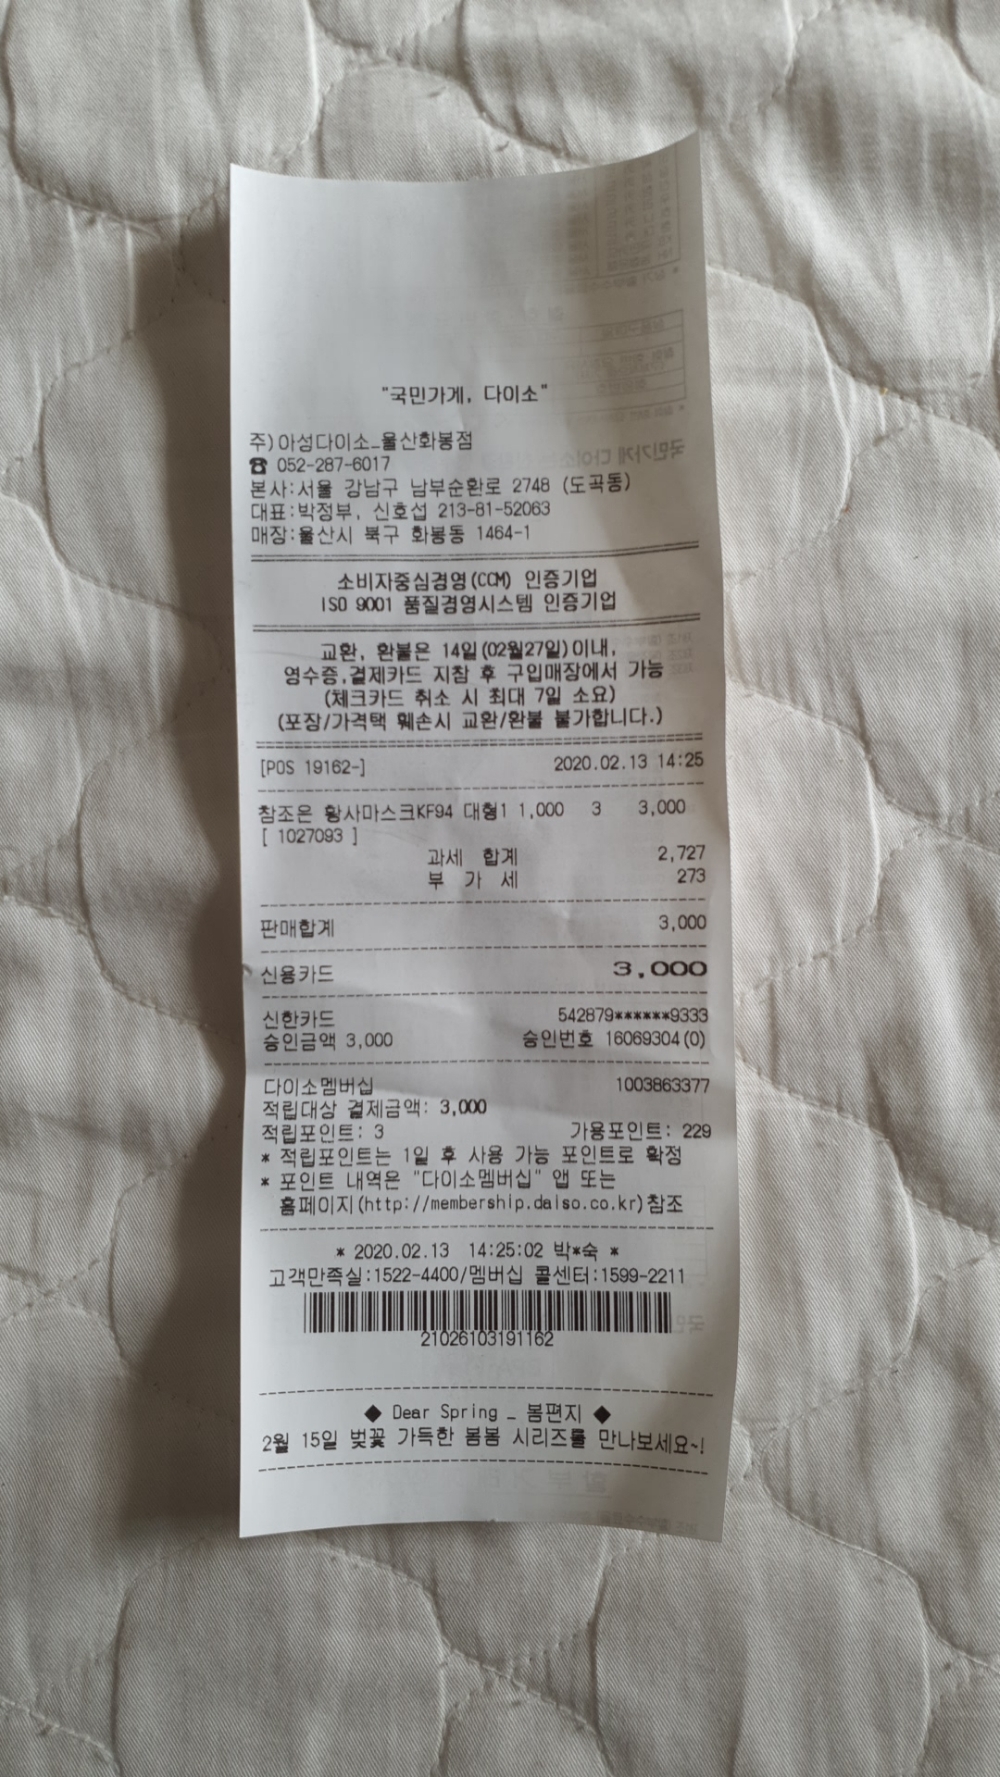 "국민가게, 다이소"
주)아성다이소_울산화봉점
☎ 052-287-6017
본사:서울 강남구 남부순환로 2748 (도곡동)
대표:박정부, 신호섭 213-81-52063
매장:울산시 북구 화봉동 1464-1
소비자중심경영(CCM) 인증기업
ISO 9001 품질경영시스템 인증기업
교환, 환불은 14일(02월27일)이내,
영수증,결제카드 지참 후 구입매장에서 가능
(체크카드 취소 시 최대 7일 소요)
(포장/가격택 훼손시 교환/환불 불가합니다.)
[POS 19162-] 2020.02.13 14:25
참조은 황사마스크KF94 대형1 1,000 3 3,000
[ 1027093 ]
과세 합계 2,727
부 가 세 273
판매합계 3,000
신용카드 3,000
신한카드 542879******9333
승인금액 3,000 승인번호 16069304(0)
다이소멤버십 1003863377
적립대상 결제금액: 3,000
적립포인트: 3 가용포인트: 229
* 적립포인트는 1일 후 사용 가능 포인트로 확정
* 포인트 내역은 "다이소멤버십" 앱 또는
홈페이지(http://membership.daiso.co.kr)참조
* 2020.02.13 14:25:02 박*숙 *
고객만족실:1522-4400/멤버십 콜센터:1599-2211
21026103191162
◆ Dear Spring _ 봄편지 ◆
2월 15일 벚꽃 가득한 봄봄 시리즈를 만나보세요~!